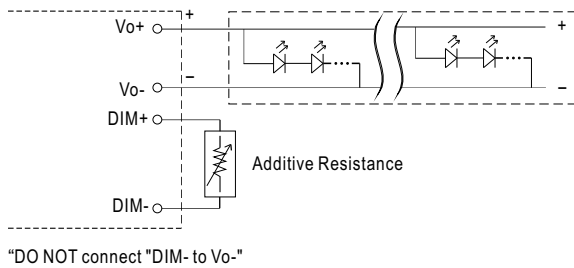 Vo+
+
+
Vo-
−
−
DIM+
Additive Resistance
DIM-
“DO NOT connect "DIM- to Vo-"